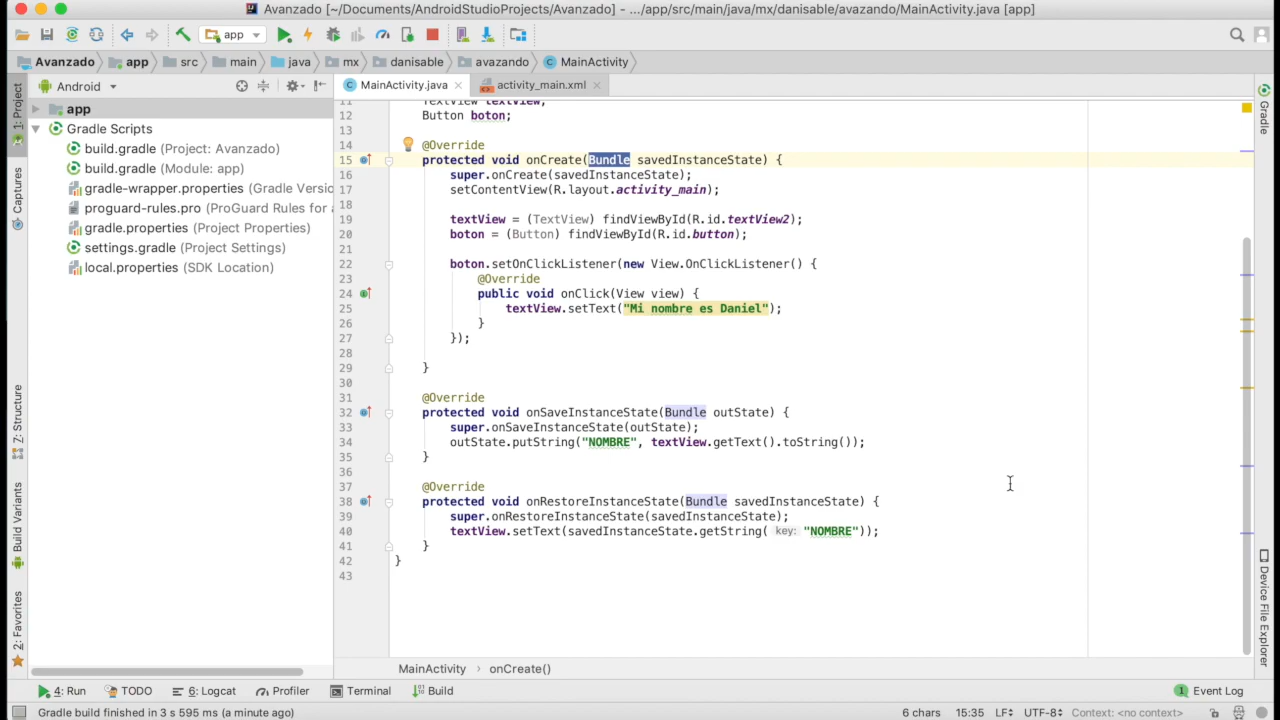 Avanzado [~/Documents/AndroidStudioProjects/Avanzado] - .../app/src/main/java/mx/danisable/avazando/MainActivity.java [app]
app
Avanzado app src main java mx danisable avazando MainActivity
Android
MainActivity.java activity_main.xml
1: Project
Captures
7: Structure
Build Variants
2: Favorites
app
Gradle Scripts
build.gradle (Project: Avanzado)
build.gradle (Module: app)
gradle-wrapper.properties (Gradle Versio
proguard-rules.pro (ProGuard Rules for a
gradle.properties (Project Properties)
settings.gradle (Project Settings)
local.properties (SDK Location)
11 TextView textView;
12 Button boton;
13
14 @Override
15 protected void onCreate(Bundle savedInstanceState) {
16 super.onCreate(savedInstanceState);
17 setContentView(R.layout.activity_main);
18
19 textView = (TextView) findViewById(R.id.textView2);
20 boton = (Button) findViewById(R.id.button);
21
22 boton.setOnClickListener(new View.OnClickListener() {
23 @Override
24 public void onClick(View view) {
25 textView.setText("Mi nombre es Daniel");
26 }
27 });
28
29 }
30
31 @Override
32 protected void onSaveInstanceState(Bundle outState) {
33 super.onSaveInstanceState(outState);
34 outState.putString("NOMBRE", textView.getText().toString());
35 }
36
37 @Override
38 protected void onRestoreInstanceState(Bundle savedInstanceState) {
39 super.onRestoreInstanceState(savedInstanceState);
40 textView.setText(savedInstanceState.getString( key: "NOMBRE"));
41 }
42 }
43
Gradle
Device File Explorer
MainActivity › onCreate()
4: Run TODO 6: Logcat Profiler Terminal Build 1 Event Log
Gradle build finished in 3 s 595 ms (a minute ago) 6 chars 15:35 LF UTF-8 Context: <no context>